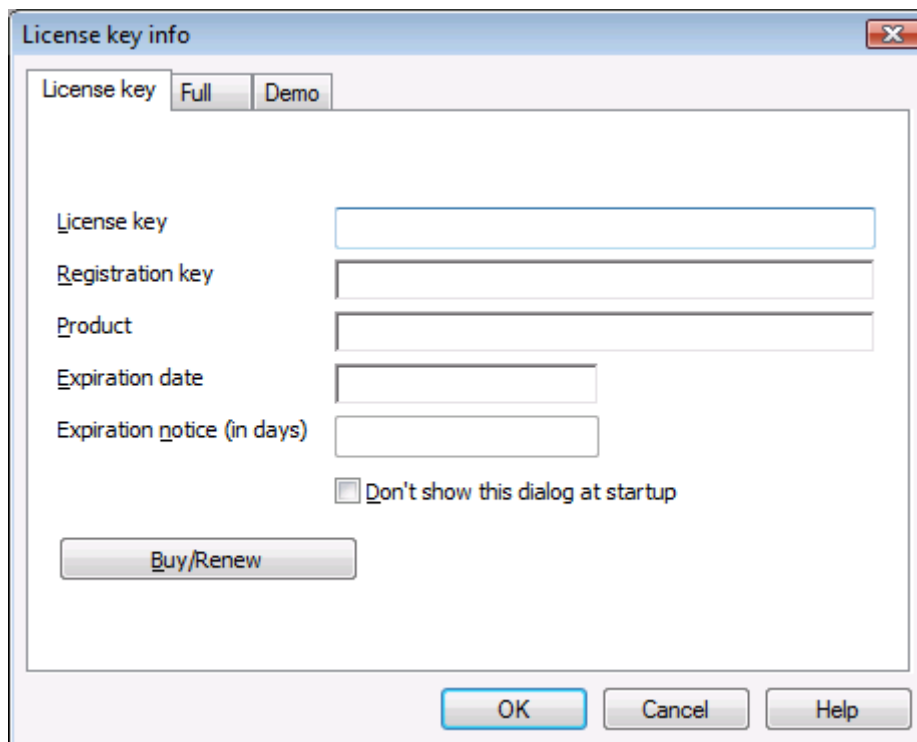 License key info
License key Full Demo
License key
Registration key
Product
Expiration date
Expiration notice (in days)
Don't show this dialog at startup
Buy/Renew
OK Cancel Help